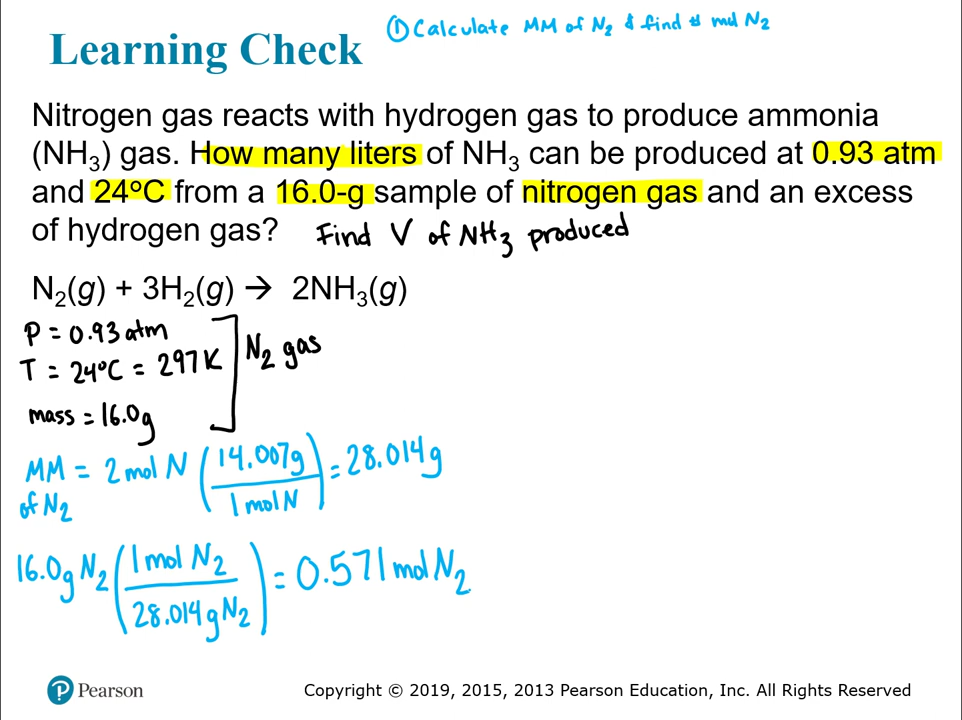 ① Calculate MM of N₂ & find # mol N₂
Learning Check
Nitrogen gas reacts with hydrogen gas to produce ammonia
(NH₃) gas. How many liters of NH₃ can be produced at 0.93 atm
and 24°C from a 16.0-g sample of nitrogen gas and an excess
of hydrogen gas? Find V of NH₃ produced
N₂(g) + 3H₂(g) → 2NH₃(g)
P = 0.93 atm
T = 24°C = 297K
mass = 16.0g
] N₂ gas
MM of N₂ = 2 mol N (14.007g / 1 mol N) = 28.014g
16.0g N₂ (1 mol N₂ / 28.014g N₂) = 0.571 mol N₂
Pearson
Copyright © 2019, 2015, 2013 Pearson Education, Inc. All Rights Reserved